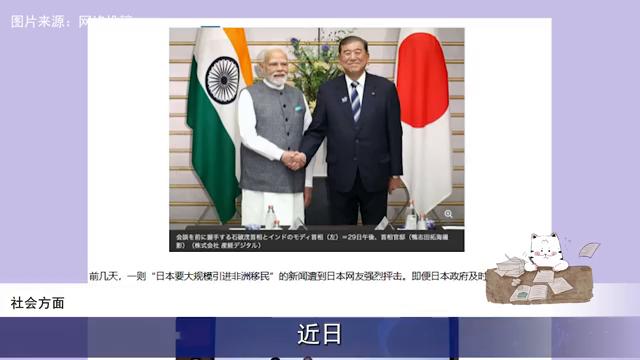 图片来源：网络投稿
会談を前に握手する石破茂首相とインドのモディ首相（左）＝29日午後、首相官邸（鴨志田拓海撮
影）（株式会社 産經デジタル）
前几天，一则“日本要大规模引进非洲移民”的新闻遭到日本网友强烈抨击。即便日本政府及时
社会方面
近日